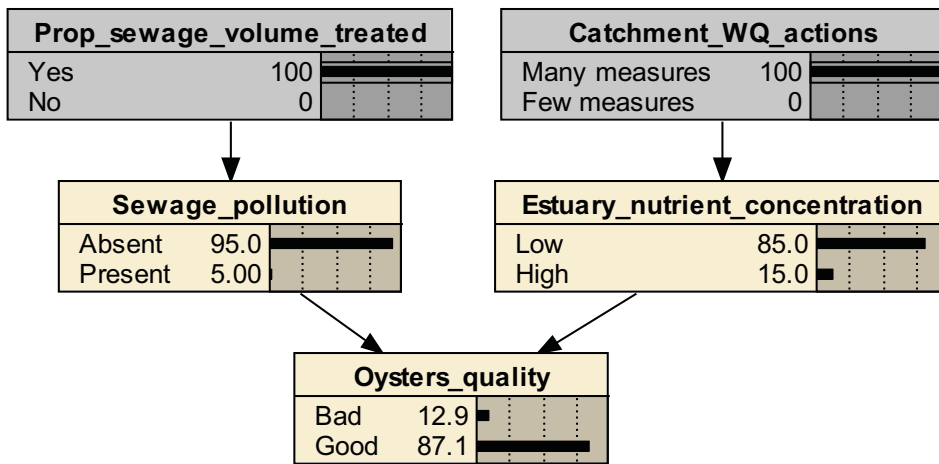 Prop_sewage_volume_treated
Yes 100
No 0
Catchment_WQ_actions
Many measures 100
Few measures 0
Sewage_pollution
Absent 95.0
Present 5.00
Estuary_nutrient_concentration
Low 85.0
High 15.0
Oysters_quality
Bad 12.9
Good 87.1